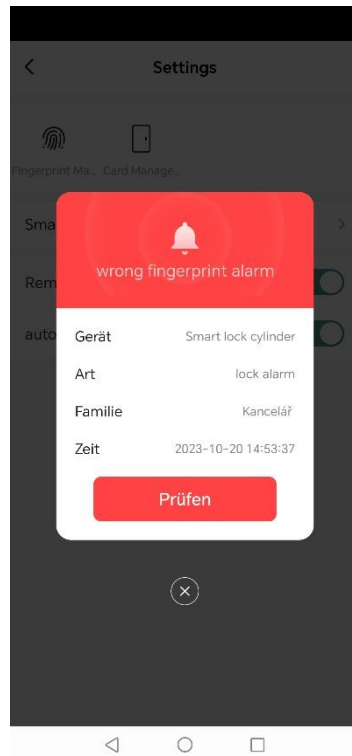 Settings
Fingerprint Ma... Card Manage...
Sma
Rem
auto
wrong fingerprint alarm
Gerät Smart lock cylinder
Art lock alarm
Familie Kancelář
Zeit 2023-10-20 14:53:37
Prüfen